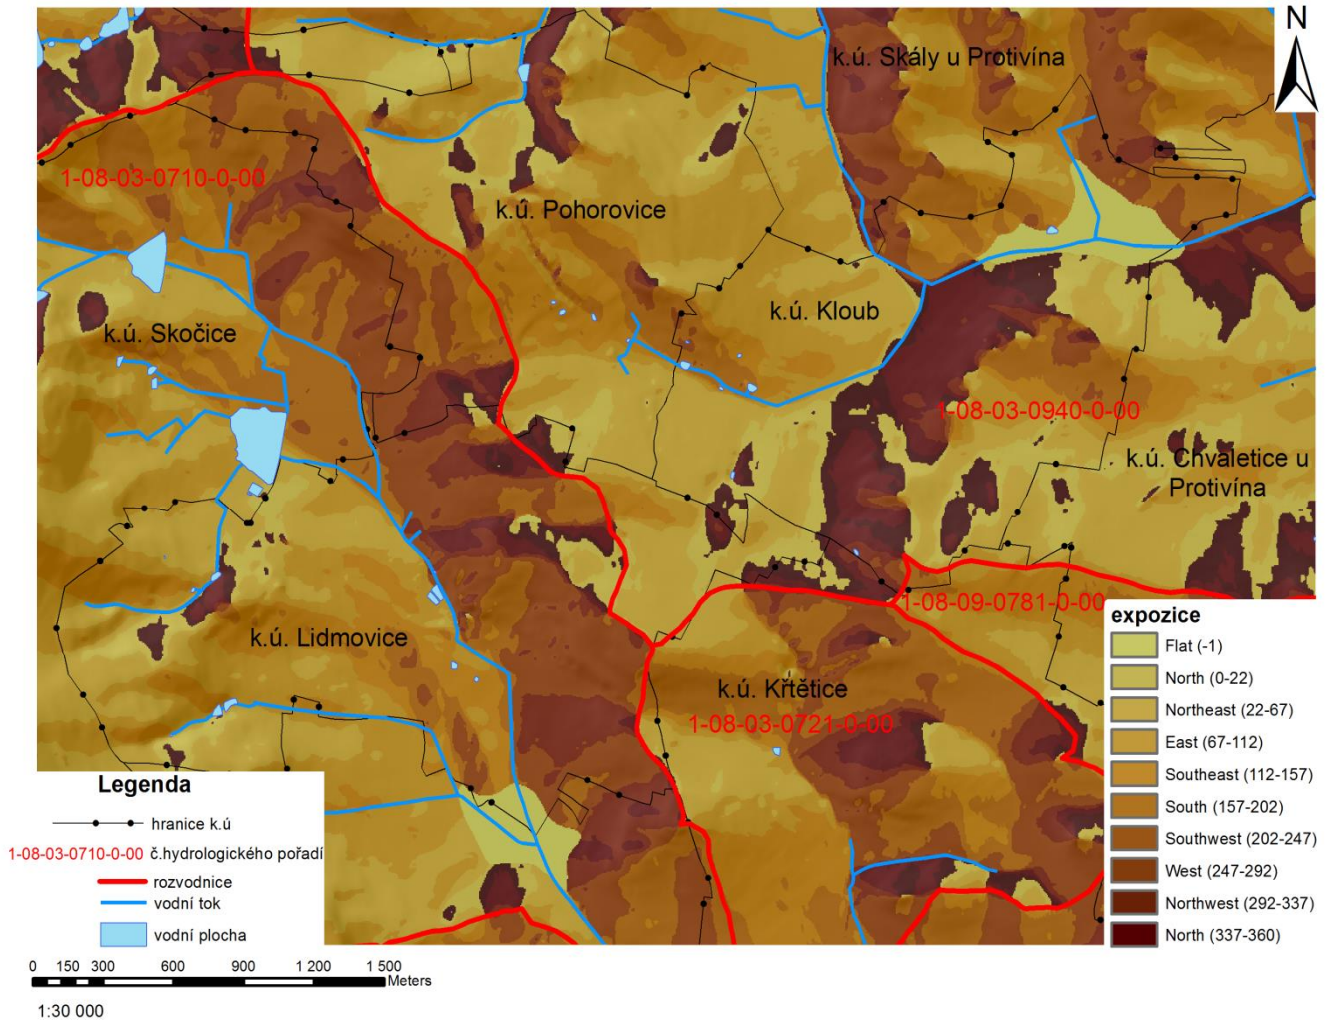 N
k.ú. Skály u Protivína
1-08-03-0710-0-00
k.ú. Pohorovice
k.ú. Kloub
k.ú. Skočice
1-08-03-0940-0-00
k.ú. Chvaletice u
Protivína
1-08-09-0781-0-00
k.ú. Lidmovice
k.ú. Křtětice
1-08-03-0721-0-00
expozice
Flat (-1)
North (0-22)
Northeast (22-67)
East (67-112)
Southeast (112-157)
South (157-202)
Southwest (202-247)
West (247-292)
Northwest (292-337)
North (337-360)
Legenda
hranice k.ú
1-08-03-0710-0-00 č.hydrologického pořadí
rozvodnice
vodní tok
vodní plocha
0 150 300 600 900 1 200 1 500
Meters
1:30 000